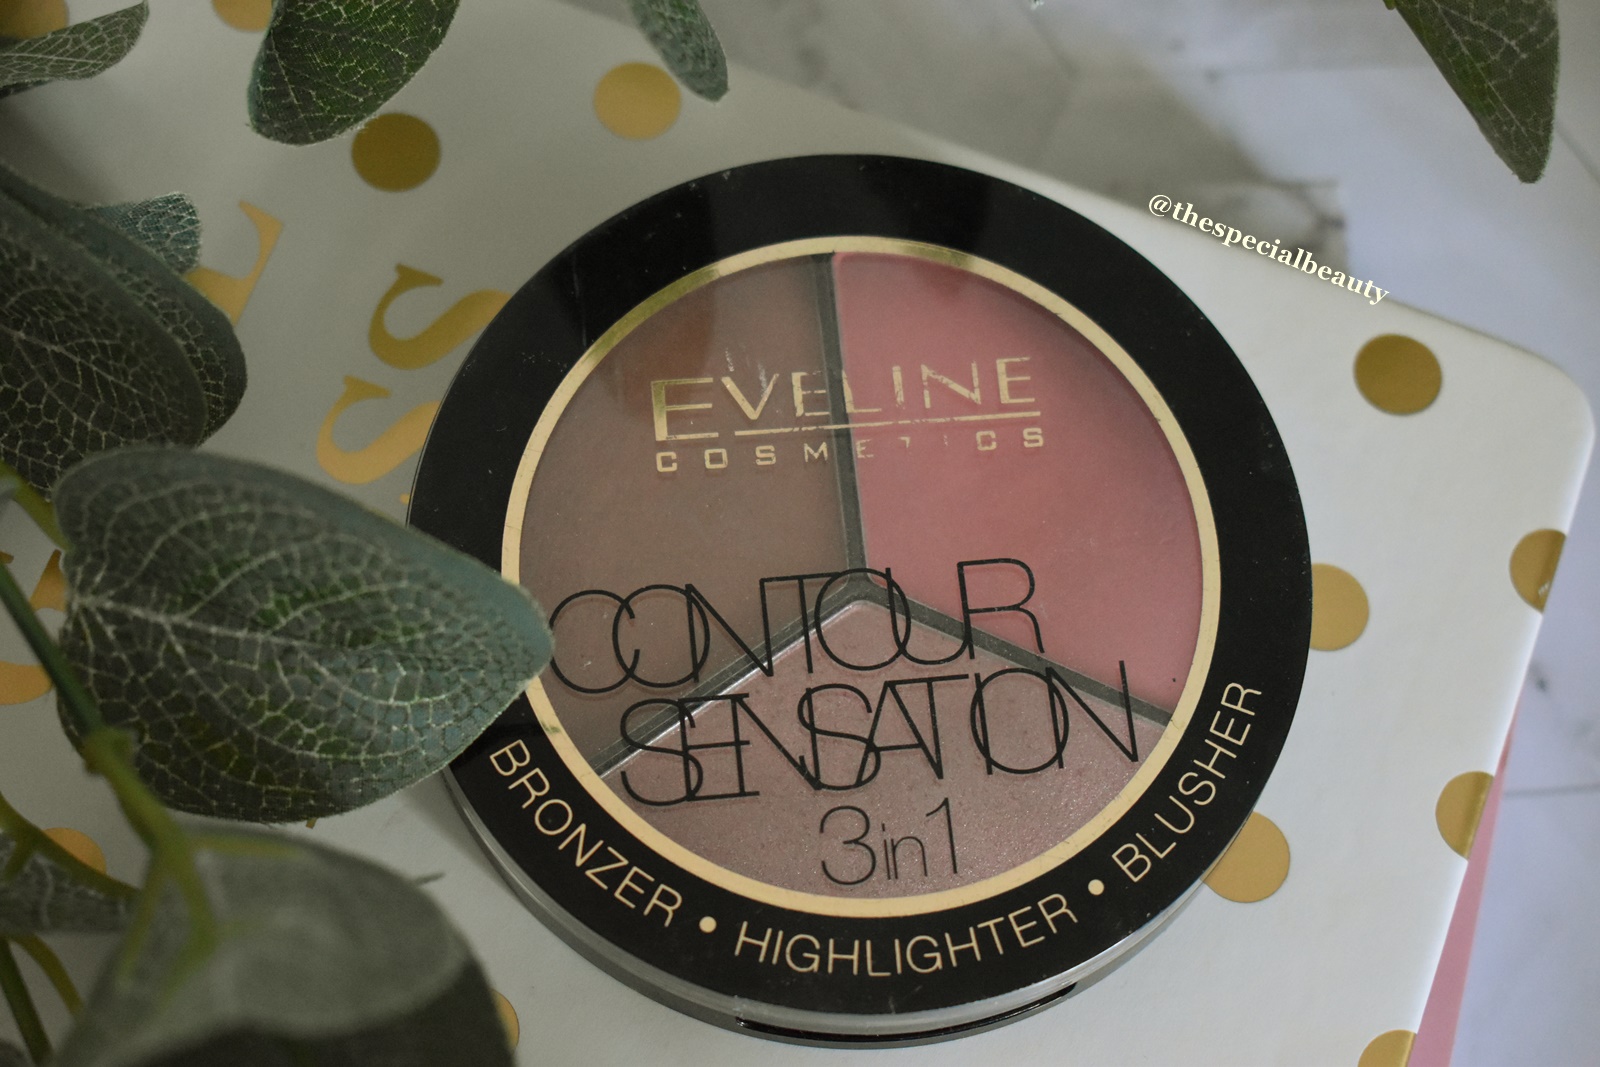 @thespecialbeauty
EVELINE
COSMETICS
CONTOUR
SENSATION
3in1
BRONZER • HIGHLIGHTER • BLUSHER